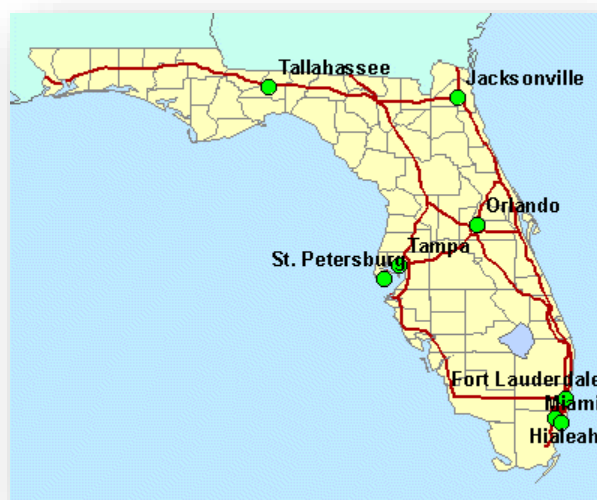 Tallahassee
Jacksonville
Orlando
Tampa
St. Petersburg
Fort Lauderdale
Miami
Hialeah